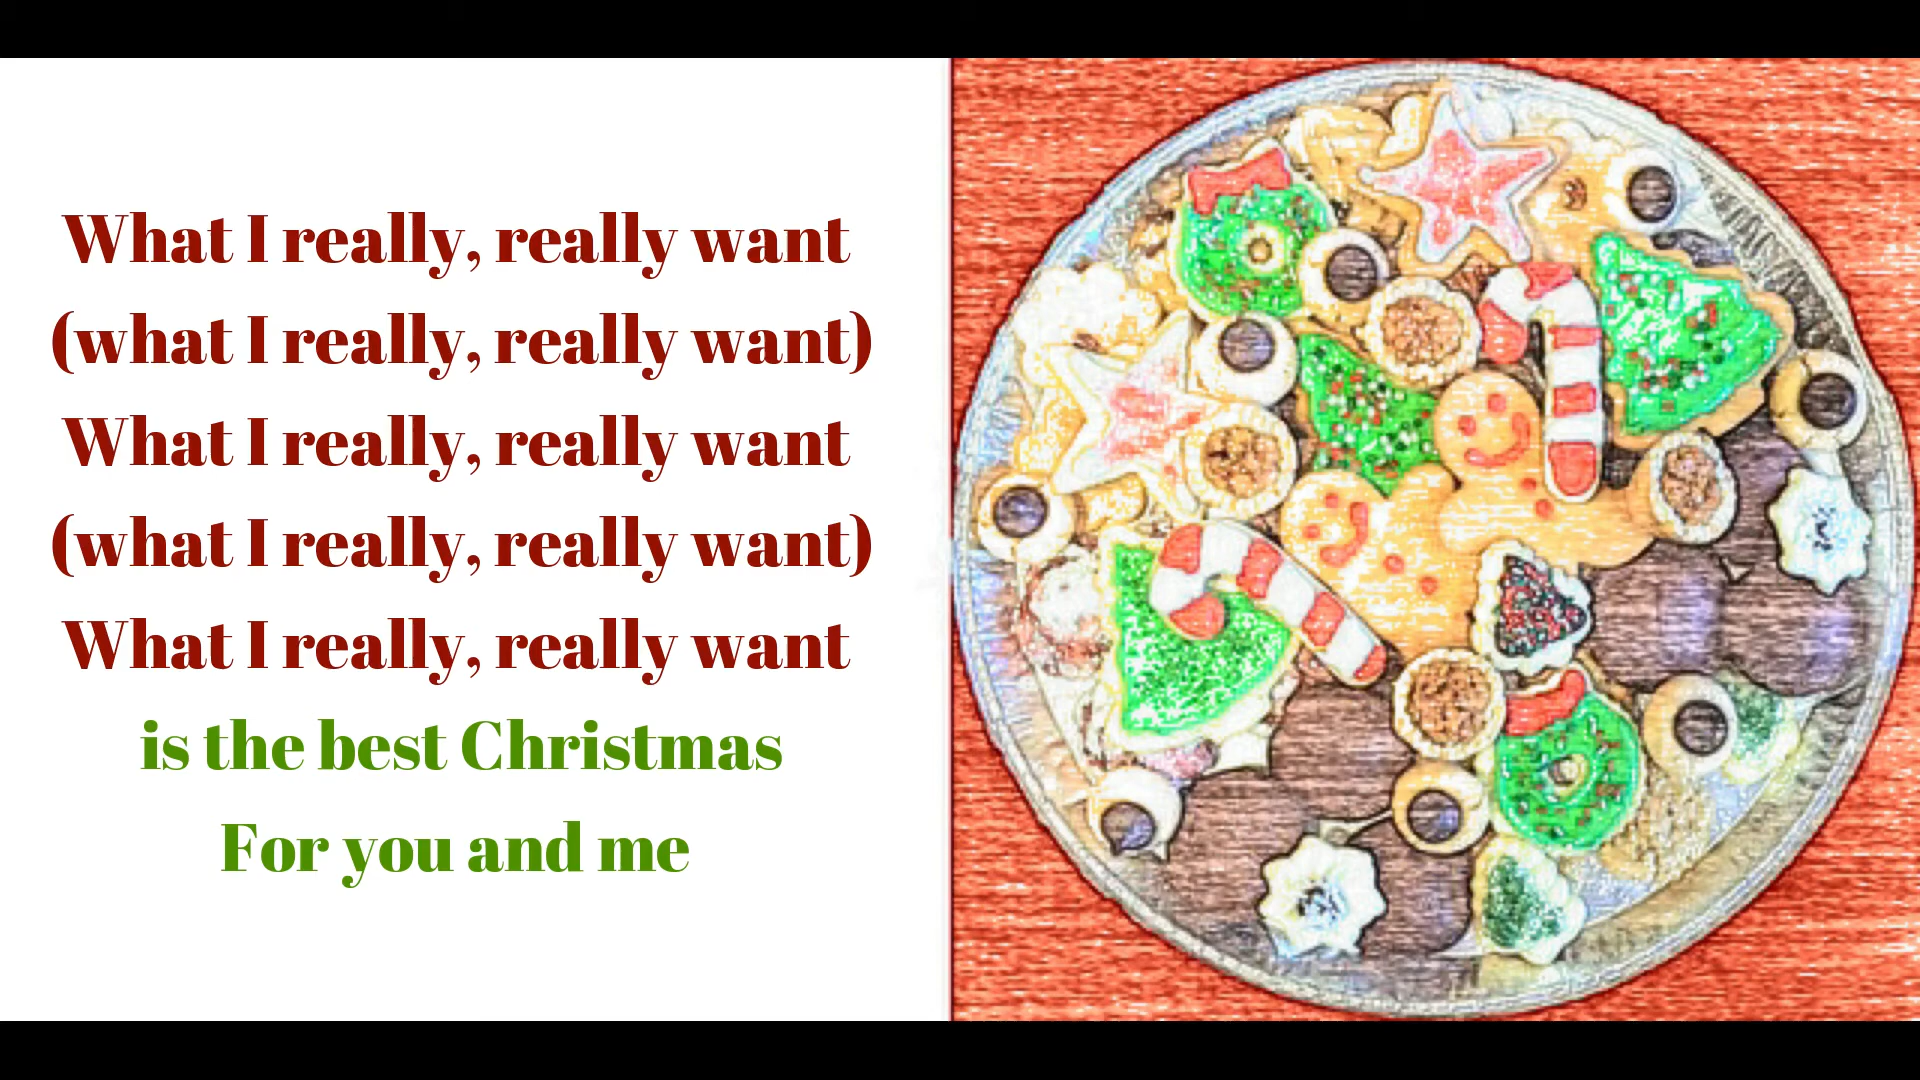 What I really, really want
(what I really, really want)
What I really, really want
(what I really, really want)
What I really, really want
is the best Christmas
For you and me